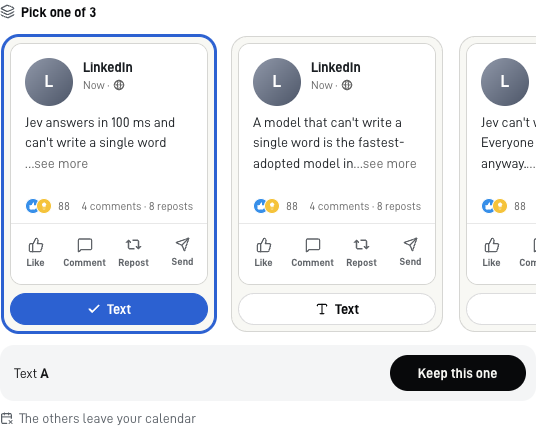 Pick one of 3
L
LinkedIn
Now ·
Jev answers in 100 ms and
can't write a single word
...see more
88
4 comments · 8 reposts
Like
Comment
Repost
Send
Text
L
LinkedIn
Now ·
A model that can't write a
single word is the fastest-
adopted model in...see more
88
4 comments · 8 reposts
Like
Comment
Repost
Send
Text
L
Jev can't
Everyone
anyway...
88
Like
Text A
Keep this one
The others leave your calendar